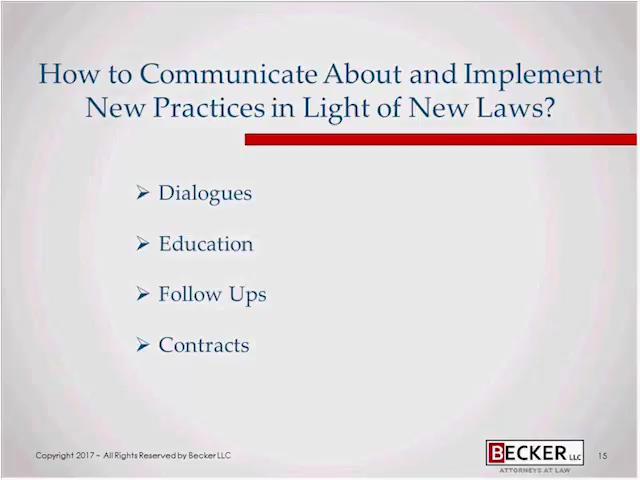 How to Communicate About and Implement
New Practices in Light of New Laws?
➢ Dialogues
➢ Education
➢ Follow Ups
➢ Contracts
Copyright 2017 ~ All Rights Reserved by Becker LLC
BECKER LLC
ATTORNEYS AT LAW
15